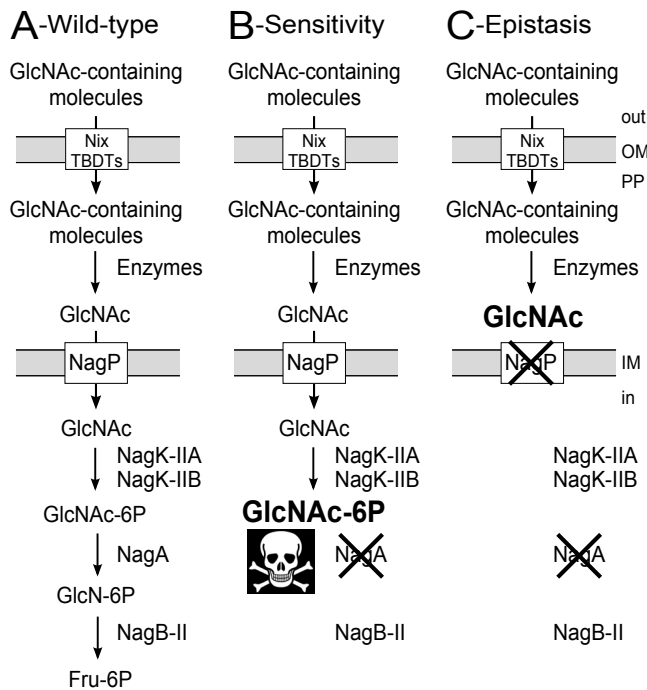 A-Wild-type
GlcNAc-containing
molecules
Nix
TBDTs
GlcNAc-containing
molecules
Enzymes
GlcNAc
NagP
GlcNAc
NagK-IIA
NagK-IIB
GlcNAc-6P
NagA
GlcN-6P
NagB-II
Fru-6P
B-Sensitivity
GlcNAc-containing
molecules
Nix
TBDTs
GlcNAc-containing
molecules
Enzymes
GlcNAc
NagP
GlcNAc
NagK-IIA
NagK-IIB
GlcNAc-6P
NagA
NagB-II
C-Epistasis
GlcNAc-containing
molecules
Nix
TBDTs
GlcNAc-containing
molecules
Enzymes
GlcNAc
NagP
NagK-IIA
NagK-IIB
NagA
NagB-II
out
OM
PP
IM
in